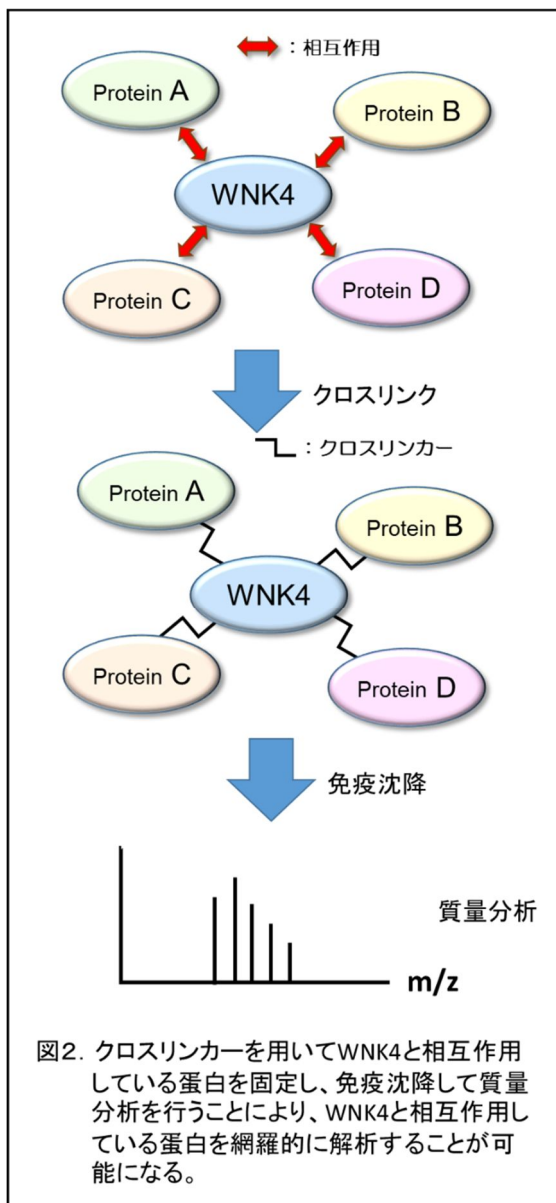 ：相互作用
Protein A
Protein B
WNK4
Protein C
Protein D
クロスリンク
：クロスリンカー
Protein A
Protein B
WNK4
Protein C
Protein D
免疫沈降
質量分析
m/z
図２．クロスリンカーを用いてWNK4と相互作用
している蛋白を固定し、免疫沈降して質量
分析を行うことにより、WNK4と相互作用し
ている蛋白を網羅的に解析することが可
能になる。